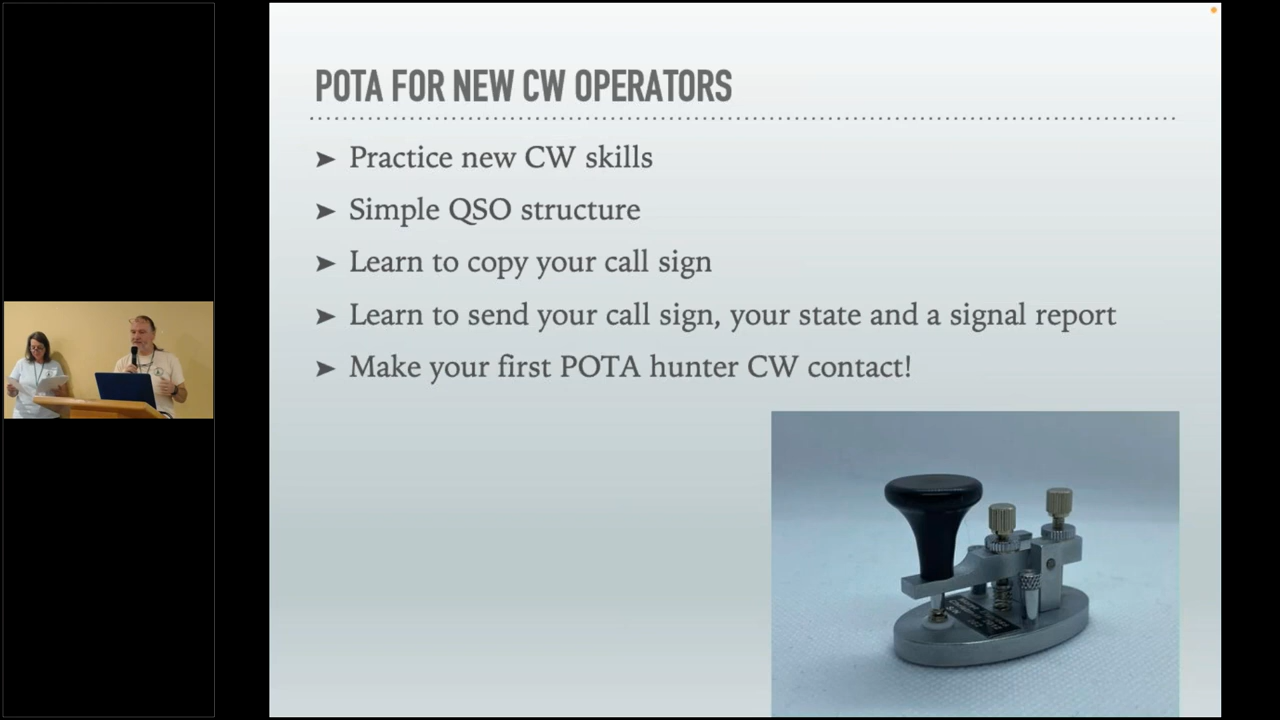 POTA FOR NEW CW OPERATORS
➤ Practice new CW skills
➤ Simple QSO structure
➤ Learn to copy your call sign
➤ Learn to send your call sign, your state and a signal report
➤ Make your first POTA hunter CW contact!